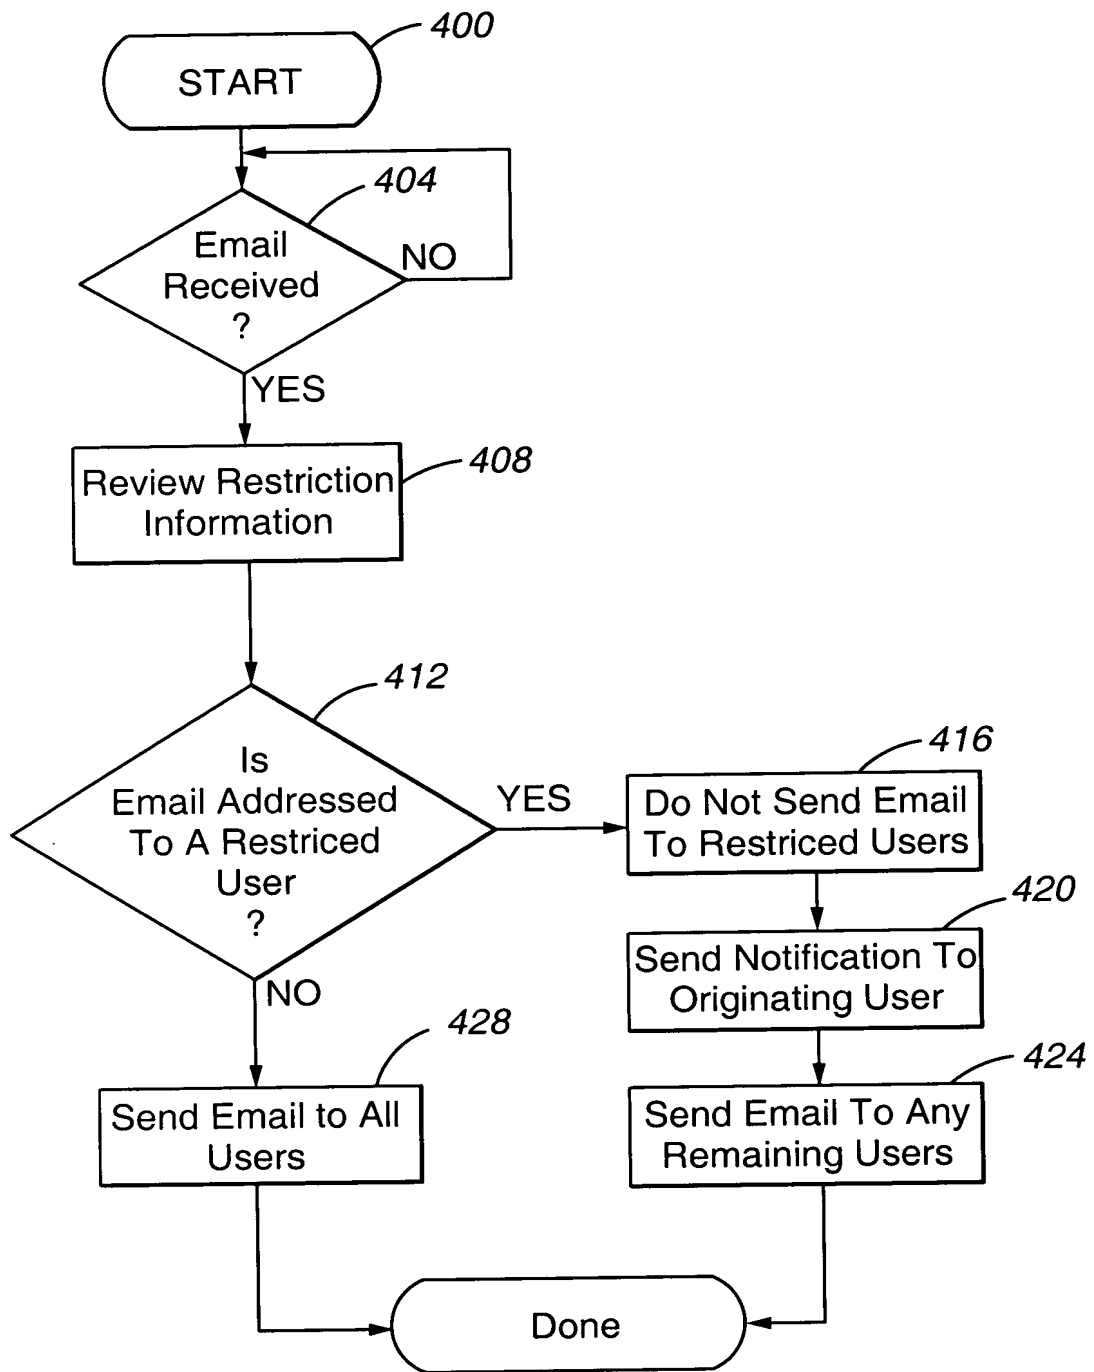 400
START
404
Email
Received
?
NO
YES
408
Review Restriction
Information
412
Is
Email Addressed
To A Restriced
User
?
YES
NO
416
Do Not Send Email
To Restriced Users
420
Send Notification To
Originating User
424
Send Email To Any
Remaining Users
428
Send Email to All
Users
Done